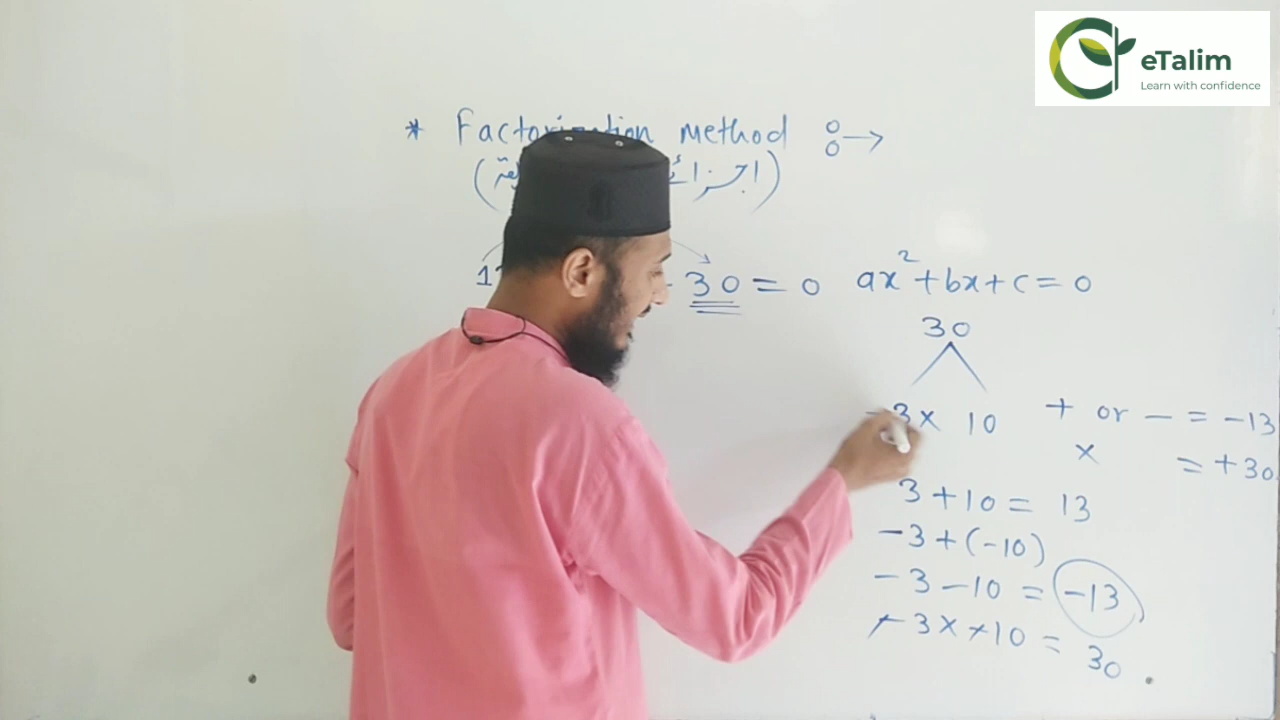 eTalim
Learn with confidence
* Factorization method :→
30 = 0
ax² + bx + c = 0
30
-3 x 10
+ or - = -13
x = +30
3 + 10 = 13
-3 + (-10)
-3 - 10 = -13
-3 x -10 = 30